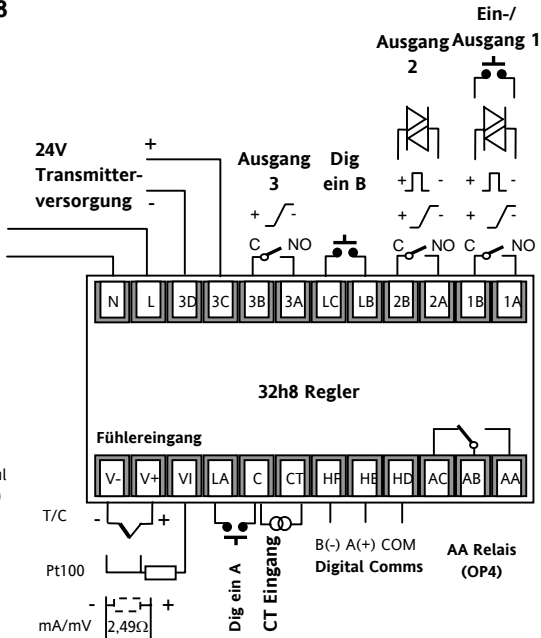 8
Ein-/
Ausgang 1
Ausgang
2
24V
Transmitter-
versorgung
+
-
Ausgang
3
Dig
ein B
+ -
+ -
+ -
+ -
+ -
C NO
C NO
C NO
N L 3D 3C 3B 3A LC LB 2B 2A 1B 1A
32h8 Regler
Fühlereingang
V- V+ VI LA C CT HF HE HD AC AB AA
T/C - +
B(-) A(+) COM
Digital Comms
AA Relais
(OP4)
Pt100
Dig ein A
CT Eingang
- +
mA/mV 2,49Ω